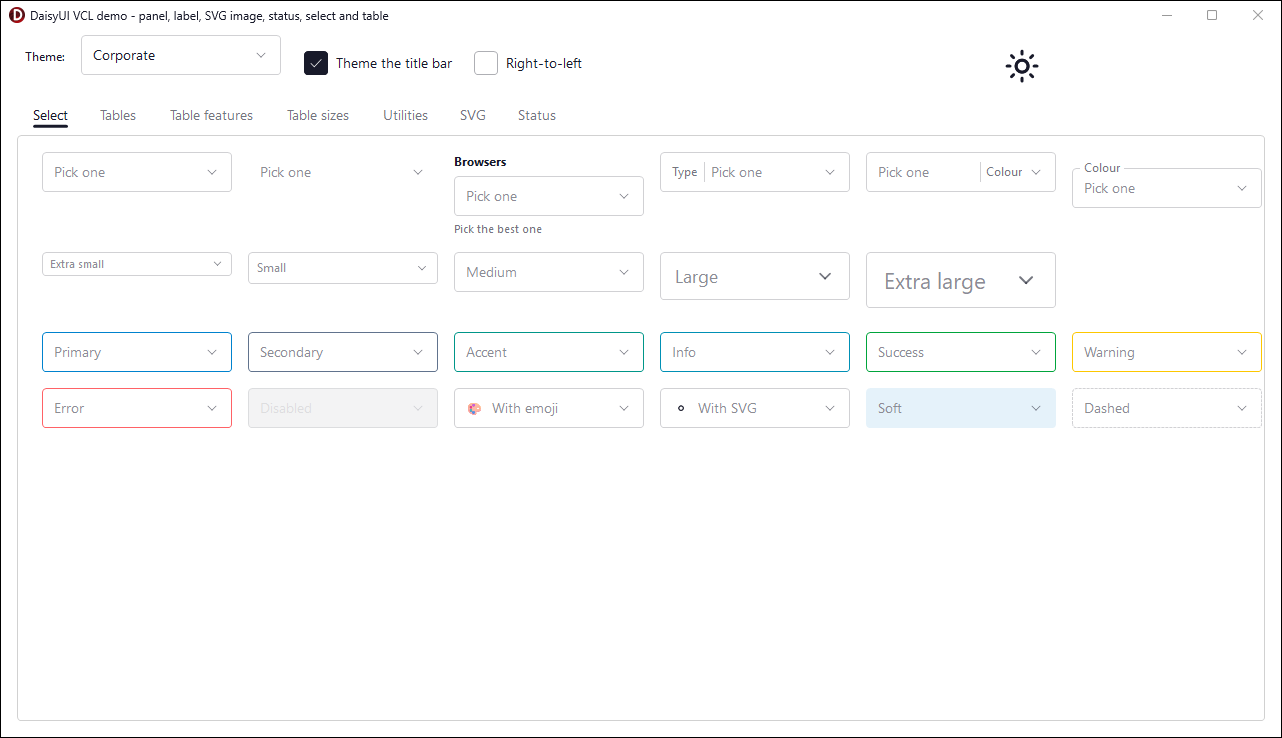 DaisyUI VCL demo - panel, label, SVG image, status, select and table
Theme: Corporate Theme the title bar Right-to-left
Select Tables Table features Table sizes Utilities SVG Status
Pick one Pick one Browsers Type Pick one Pick one Colour Colour
Pick one Pick one
Pick the best one
Extra small Small Medium Large Extra large
Primary Secondary Accent Info Success Warning
Error Disabled With emoji With SVG Soft Dashed